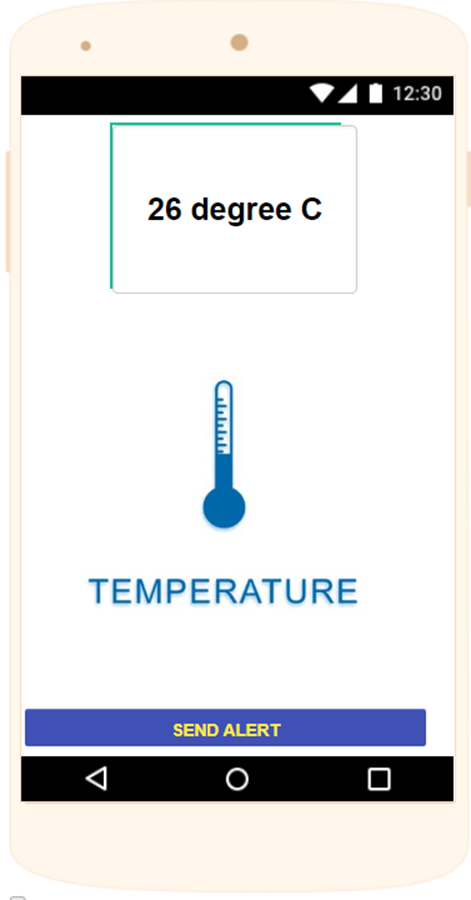 12:30
26 degree C
TEMPERATURE
SEND ALERT